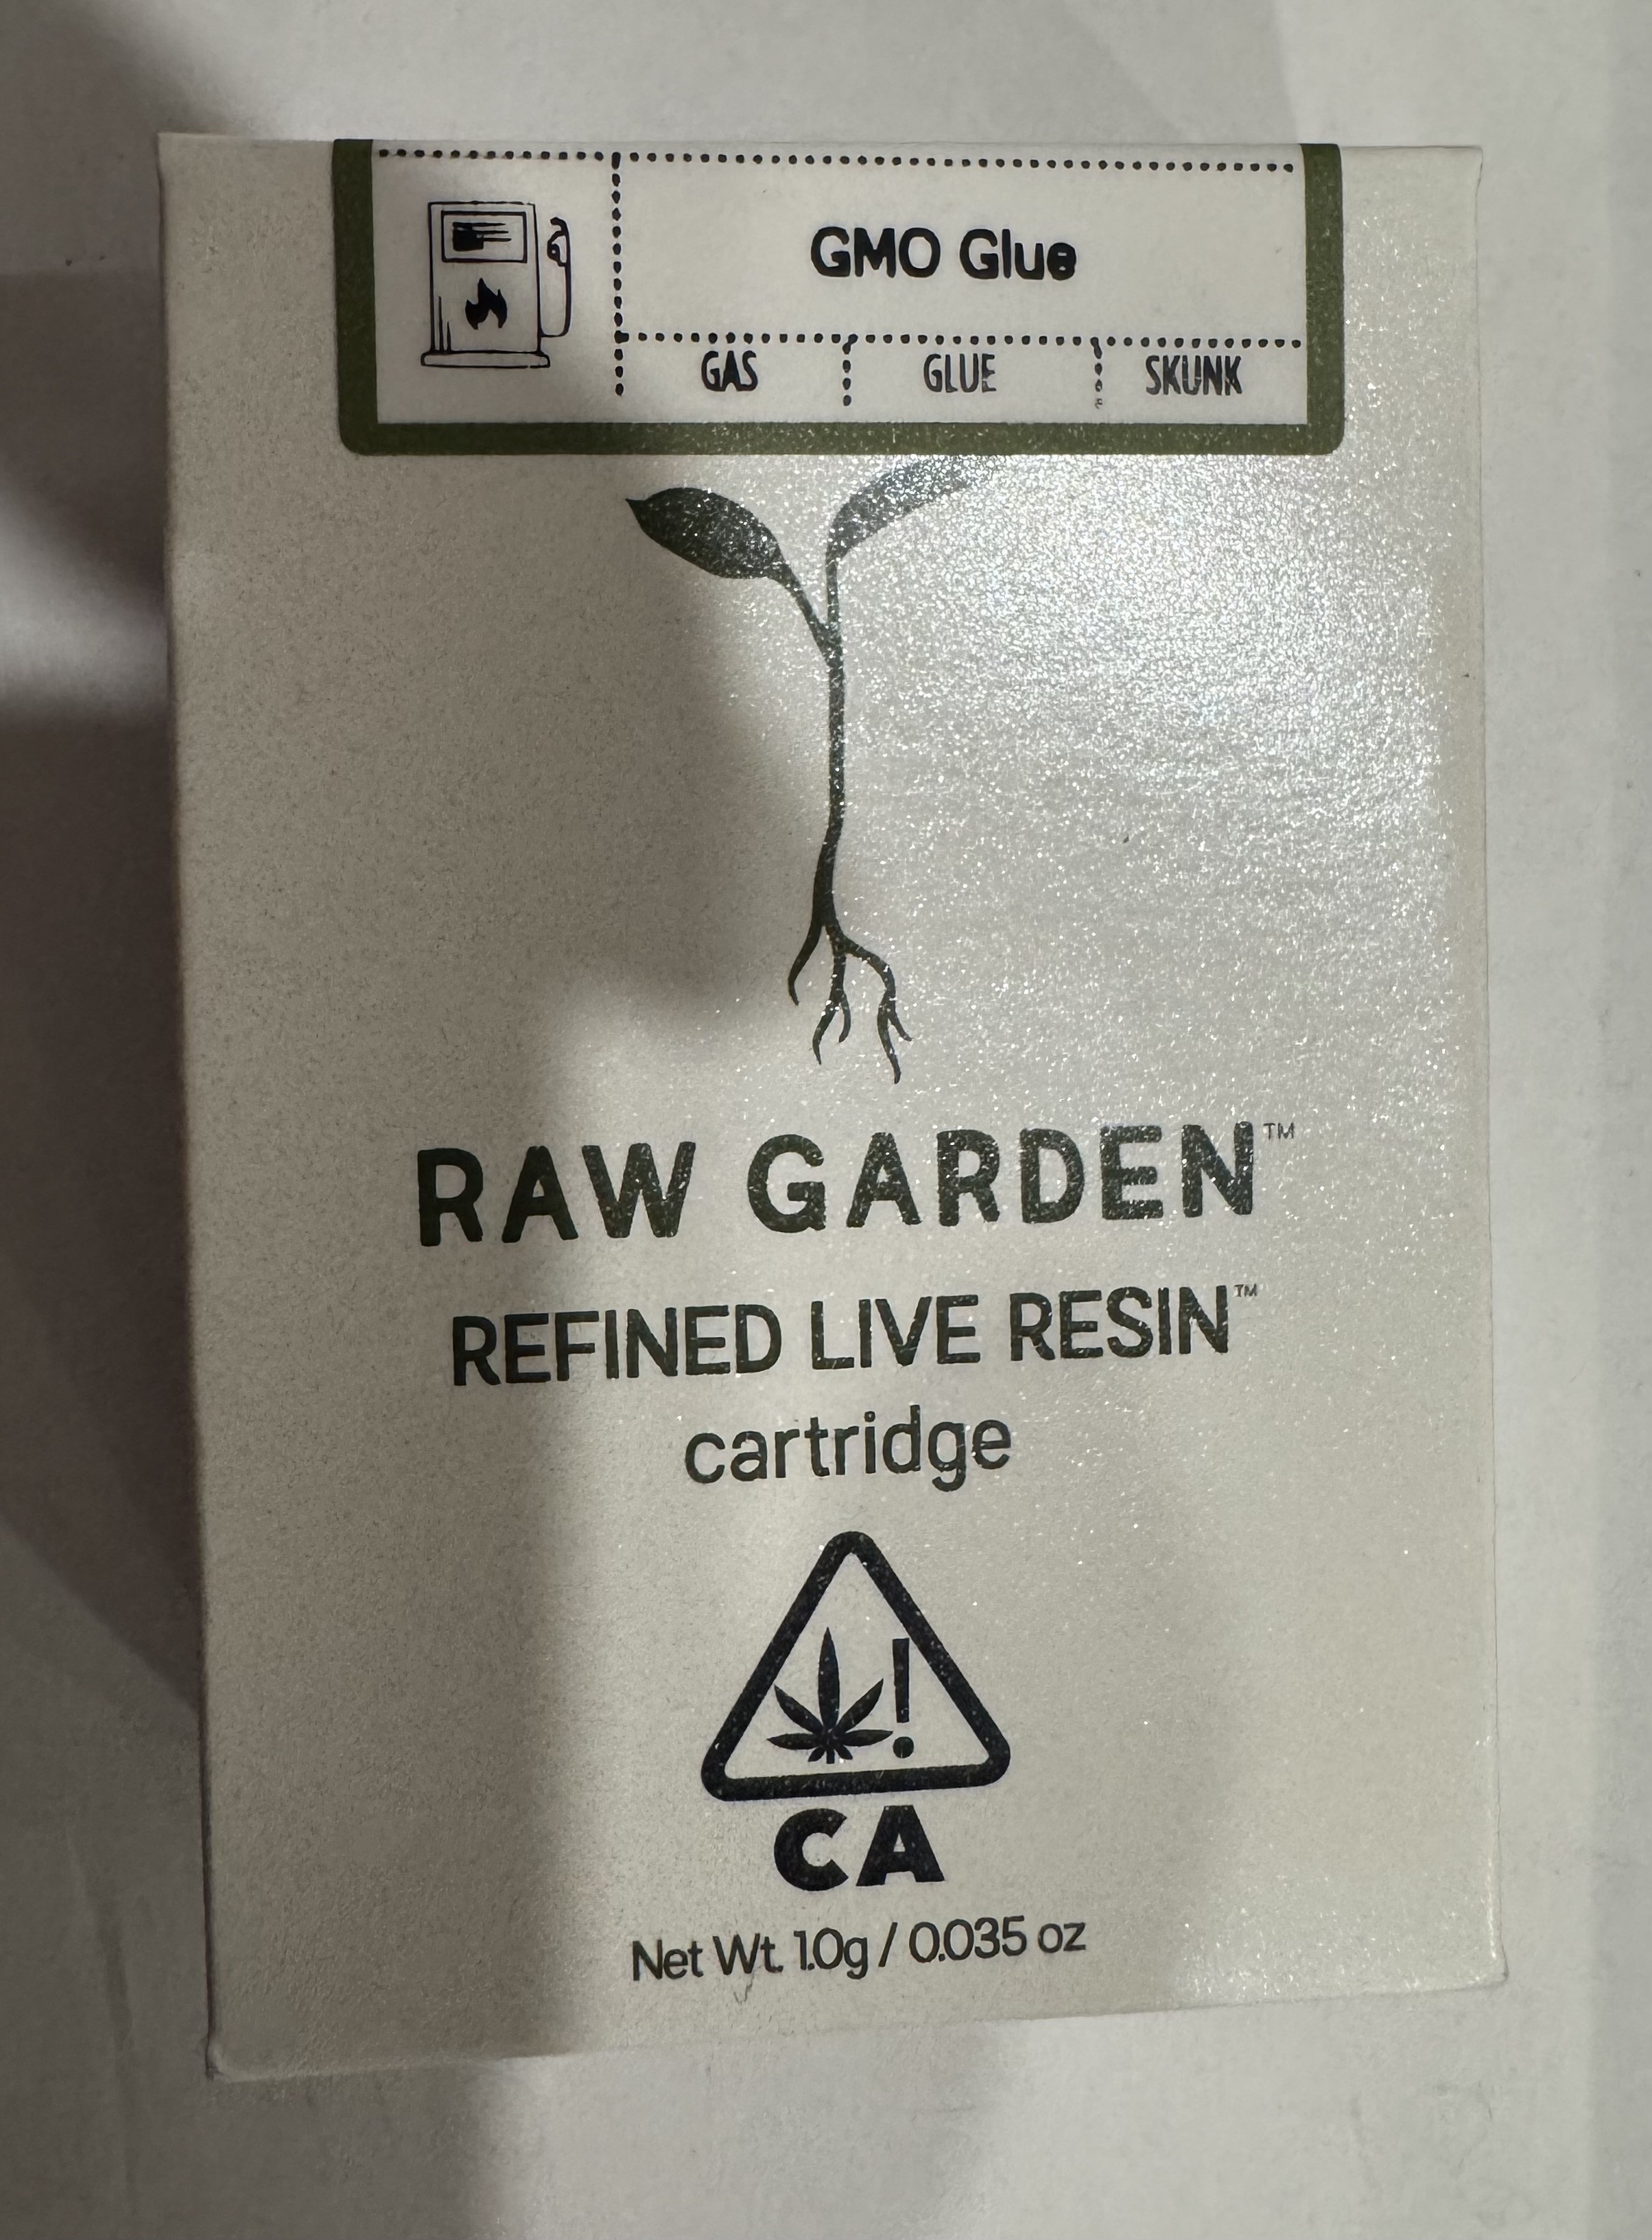 GMO Glue
GAS GLUE SKUNK
RAW GARDEN™
REFINED LIVE RESIN™
cartridge
!
CA
Net Wt. 1.0g / 0.035 oz